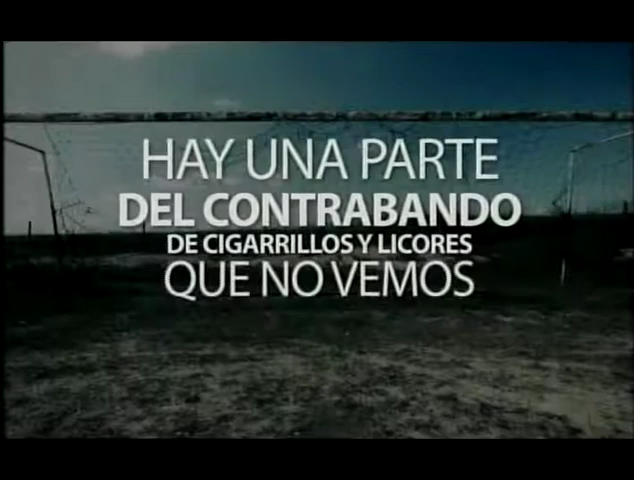 HAY UNA PARTE
DEL CONTRABANDO
DE CIGARRILLOS Y LICORES
QUE NO VEMOS